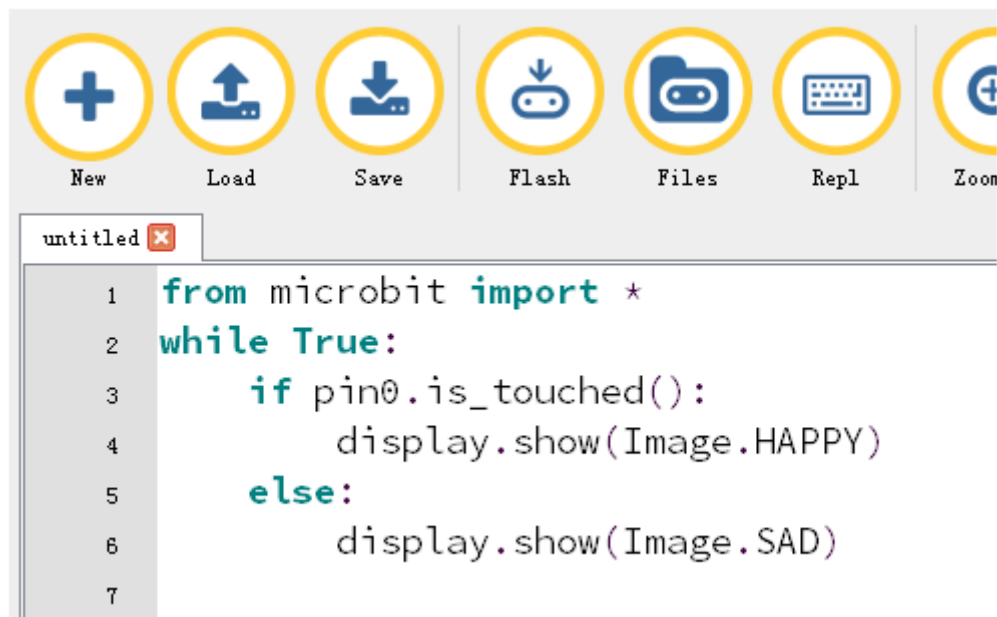 New Load Save Flash Files Repl Zoom
untitled
1 from microbit import *
2 while True:
3 if pin0.is_touched():
4 display.show(Image.HAPPY)
5 else:
6 display.show(Image.SAD)
7